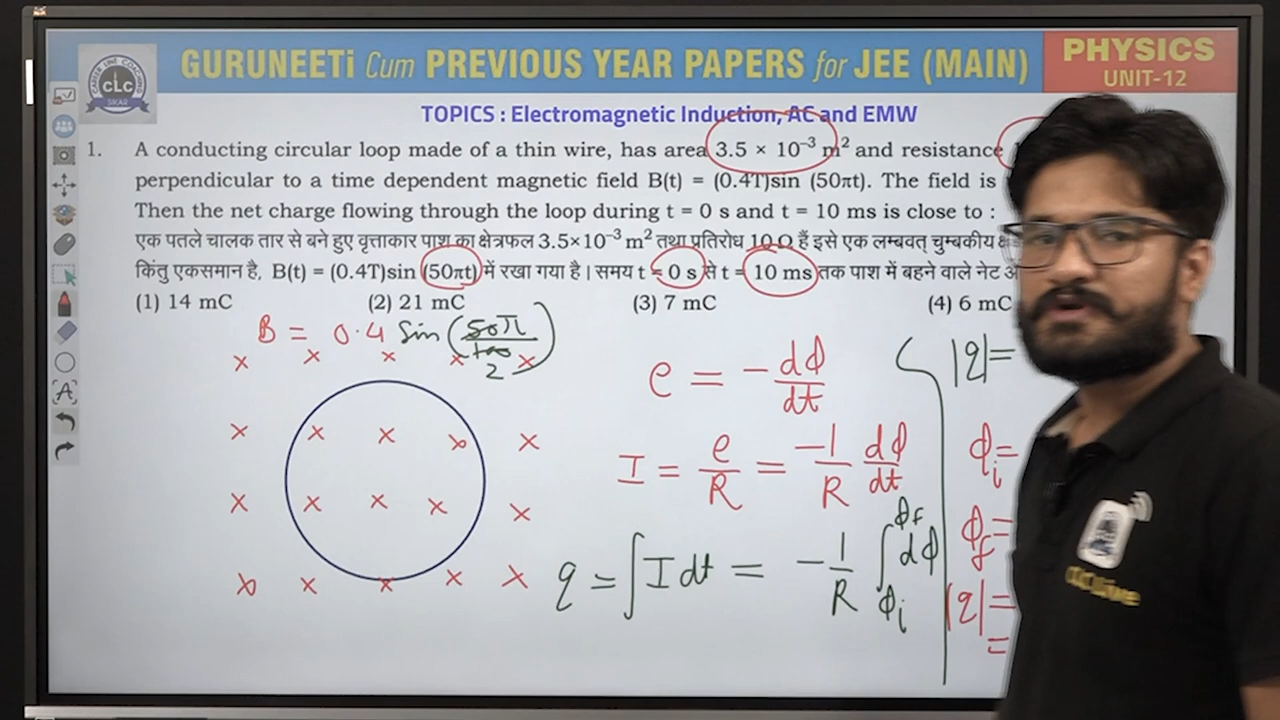 GURUNEETi Cum PREVIOUS YEAR PAPERS for JEE (MAIN)
PHYSICS
UNIT-12
CLC
SIKAR
TOPICS : Electromagnetic Induction, AC and EMW
1. A conducting circular loop made of a thin wire, has area 3.5 × 10⁻³ m² and resistance
perpendicular to a time dependent magnetic field B(t) = (0.4T)sin (50πt). The field is
Then the net charge flowing through the loop during t = 0 s and t = 10 ms is close to :
एक पतले चालक तार से बने हुए वृत्ताकार पाश का क्षेत्रफल 3.5×10⁻³ m² तथा प्रतिरोध 10 Ω हैं इसे एक लम्बवत् चुम्बकीय
किंतु एकसमान है, B(t) = (0.4T)sin (50πt) में रखा गया है। समय t = 0 s से t = 10 ms तक पाश में बहने वाले नेट
(1) 14 mC (2) 21 mC (3) 7 mC (4) 6 mC
B = 0.4 Sin(50π/100 2)
× × × × ×
× × × × ×
× × × × ×
× × × × ×
e = -dΦ/dt
I = e/R = -1/R dΦ/dt
q = ∫I dt = -1/R ∫Φi Φf dΦ
|q|=
Φi=
Φf=
|q|=
=